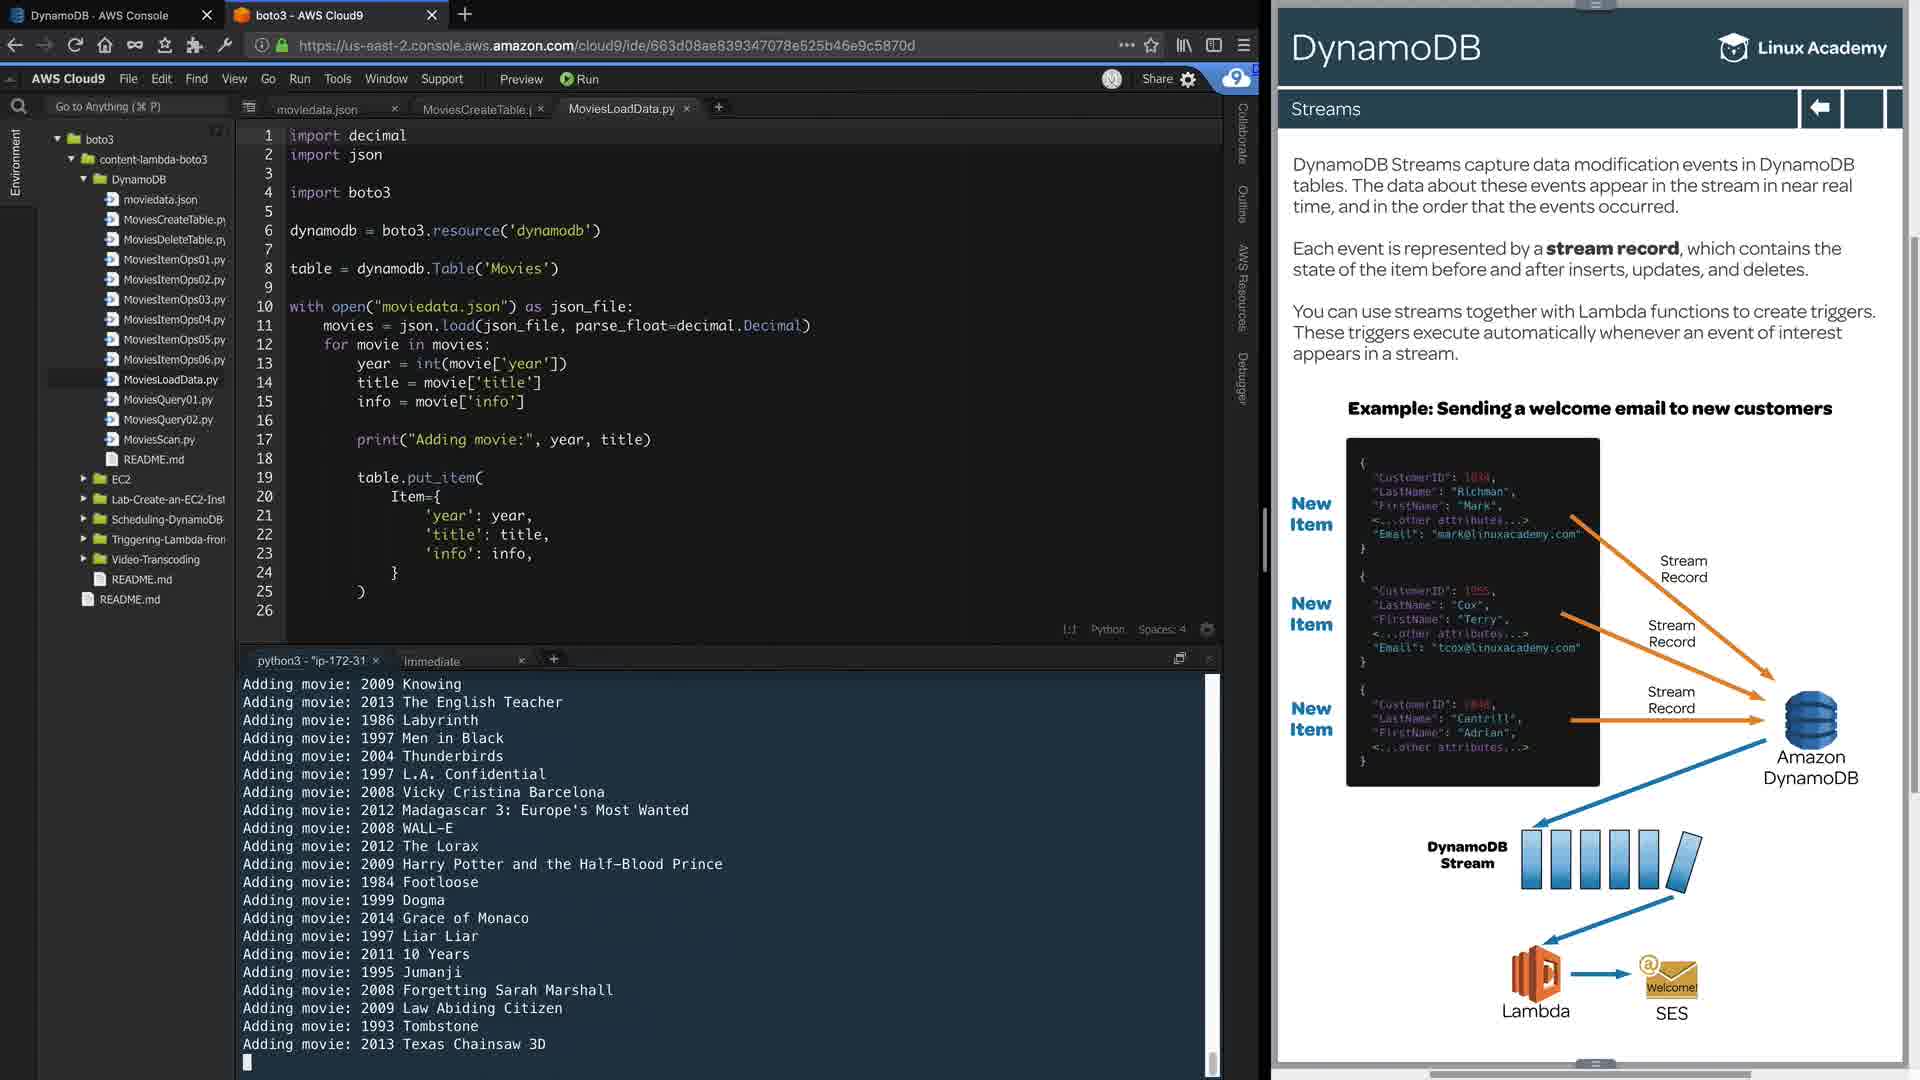 DynamoDB - AWS Console
boto3 - AWS Cloud9
https://us-east-2.console.aws.amazon.com/cloud9/ide/663d08ae839347078e525b46e9c5870d
AWS Cloud9 File Edit Find View Go Run Tools Window Support Preview Run
M Share 9
Go to Anything (⌘ P)
moviedata.json MoviesCreateTable.p MoviesLoadData.py
Environment
boto3
content-lambda-boto3
DynamoDB
moviedata.json
MoviesCreateTable.py
MoviesDeleteTable.py
MoviesItemOps01.py
MoviesItemOps02.py
MoviesItemOps03.py
MoviesItemOps04.py
MoviesItemOps05.py
MoviesItemOps06.py
MoviesLoadData.py
MoviesQuery01.py
MoviesQuery02.py
MoviesScan.py
README.md
EC2
Lab-Create-an-EC2-Inst
Scheduling-DynamoDB-
Triggering-Lambda-fron
Video-Transcoding
README.md
README.md
1 import decimal
2 import json
3
4 import boto3
5
6 dynamodb = boto3.resource('dynamodb')
7
8 table = dynamodb.Table('Movies')
9
10 with open("moviedata.json") as json_file:
11 movies = json.load(json_file, parse_float=decimal.Decimal)
12 for movie in movies:
13 year = int(movie['year'])
14 title = movie['title']
15 info = movie['info']
16
17 print("Adding movie:", year, title)
18
19 table.put_item(
20 Item={
21 'year': year,
22 'title': title,
23 'info': info,
24 }
25 )
26
1:1 Python Spaces: 4
Collaborate
Outline
AWS Resources
Debugger
python3 - "ip-172-31 Immediate
Adding movie: 2009 Knowing
Adding movie: 2013 The English Teacher
Adding movie: 1986 Labyrinth
Adding movie: 1997 Men in Black
Adding movie: 2004 Thunderbirds
Adding movie: 1997 L.A. Confidential
Adding movie: 2008 Vicky Cristina Barcelona
Adding movie: 2012 Madagascar 3: Europe's Most Wanted
Adding movie: 2008 WALL-E
Adding movie: 2012 The Lorax
Adding movie: 2009 Harry Potter and the Half-Blood Prince
Adding movie: 1984 Footloose
Adding movie: 1999 Dogma
Adding movie: 2014 Grace of Monaco
Adding movie: 1997 Liar Liar
Adding movie: 2011 10 Years
Adding movie: 1995 Jumanji
Adding movie: 2008 Forgetting Sarah Marshall
Adding movie: 2009 Law Abiding Citizen
Adding movie: 1993 Tombstone
Adding movie: 2013 Texas Chainsaw 3D
DynamoDB
Linux Academy
Streams
DynamoDB Streams capture data modification events in DynamoDB
tables. The data about these events appear in the stream in near real
time, and in the order that the events occurred.
Each event is represented by a stream record, which contains the
state of the item before and after inserts, updates, and deletes.
You can use streams together with Lambda functions to create triggers.
These triggers execute automatically whenever an event of interest
appears in a stream.
Example: Sending a welcome email to new customers
New
Item
{
"CustomerID": 1034,
"LastName": "Richman",
"FirstName": "Mark",
<...other attributes...>
"Email": "mark@linuxacademy.com"
}
New
Item
{
"CustomerID": 1055,
"LastName": "Cox",
"FirstName": "Terry",
<...other attributes...>
"Email": "tcox@linuxacademy.com"
}
New
Item
{
"CustomerID":
"LastName": "Cantrill",
"FirstName": "Adrian",
<...other attributes...>
}
Stream
Record
Stream
Record
Stream
Record
Amazon
DynamoDB
DynamoDB
Stream
Lambda
@
Welcome!
SES